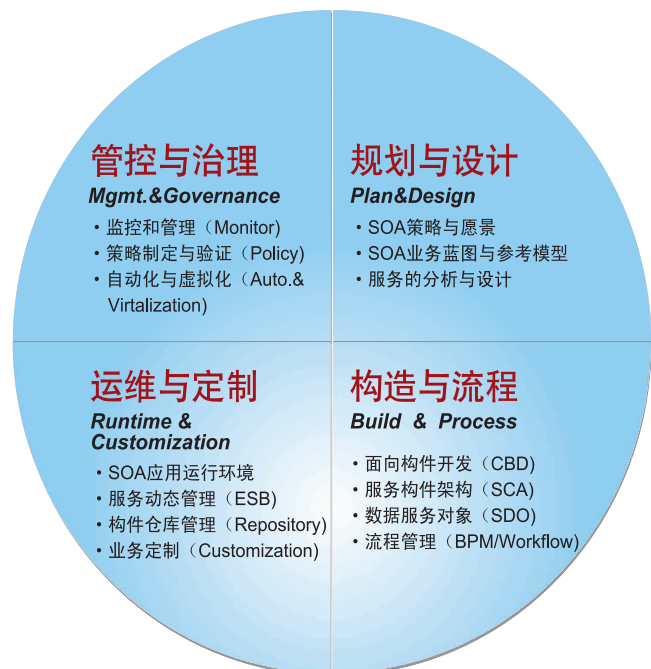 管控与治理
Mgmt.&Governance
·监控和管理（Monitor)
·策略制定与验证（Policy)
·自动化与虚拟化（Auto.&
Virtalization)
规划与设计
Plan&Design
·SOA策略与愿景
·SOA业务蓝图与参考模型
·服务的分析与设计
运维与定制
Runtime &
Customization
·SOA应用运行环境
·服务动态管理（ESB)
·构件仓库管理（Repository)
·业务定制（Customization)
构造与流程
Build & Process
·面向构件开发（CBD)
·服务构件架构（SCA)
·数据服务对象（SDO)
·流程管理（BPM/Workflow)